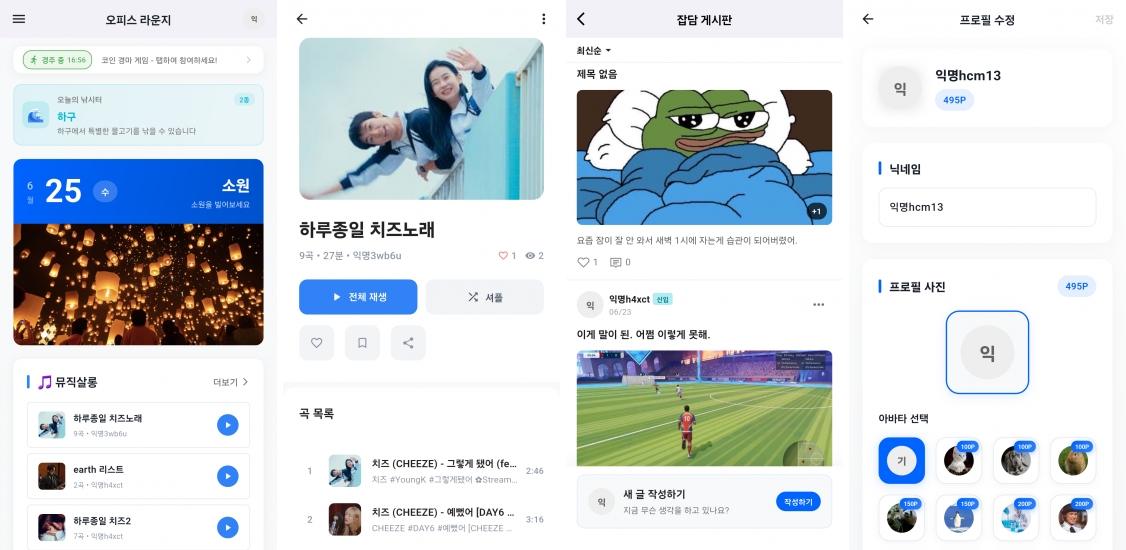 오피스 라운지
익
경주 중 16:56
코인 경마 게임 - 탭하여 참여하세요!
오늘의 낚시터
2종
하구
하구에서 특별한 물고기를 낚을 수 있습니다
6월
25
수
소원
소원을 빌어보세요
뮤직살롱
더보기
하루종일 치즈노래
9곡 • 익명3wb6u
earth 리스트
2곡 • 익명h4xct
하루종일 치즈2
7곡 • 익명h4xct
하루종일 치즈노래
9곡 • 27분 • 익명3wb6u
1
2
전체 재생
셔플
곡 목록
1
치즈 (CHEEZE) - 그렇게 됐어 (fe...
치즈 #YoungK #그렇게됐어 ✿Stream...
2:46
2
치즈 (CHEEZE) - 예뻤어 [DAY6 ...
CHEEZE #DAY6 #예뻤어 [CHEEZE ...
3:16
잡담 게시판
최신순
제목 없음
+1
요즘 잠이 잘 안 와서 새벽 1시에 자는게 습관이 되어버렸어.
1
0
익
익명h4xct 신입
06/23
이게 말이 된. 어쩜 이렇게 못해.
익
새 글 작성하기
지금 무슨 생각을 하고 있나요?
작성하기
프로필 수정
저장
익
익명hcm13
495P
닉네임
익명hcm13
프로필 사진
495P
익
아바타 선택
기
100P
100P
100P
150P
150P
200P
200P